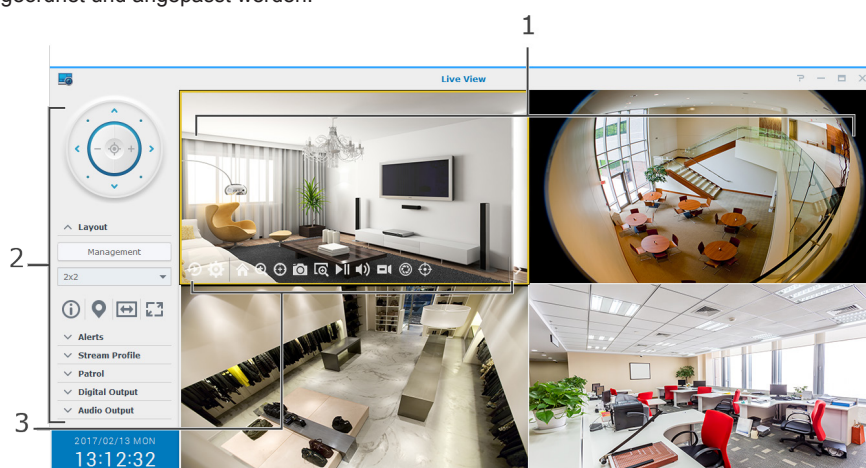 geordnet und angepasst werden.
1
Live View
2
Layout
Management
2x2
Alerts
Stream Profile
Patrol
Digital Output
Audio Output
3
2017/02/13 MON
13:12:32